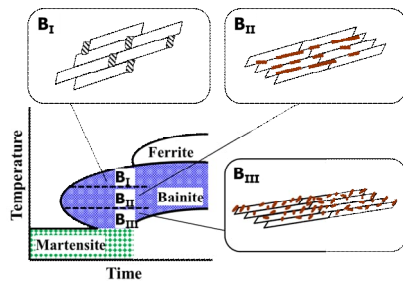 B_I
B_II
Ferrite
B_I
B_II
Bainite
B_III
B_III
Martensite
Temperature
Time